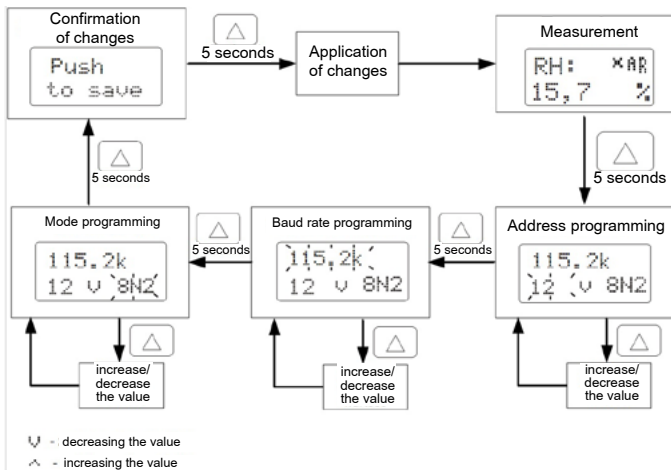 Confirmation
of changes
Push
to save
5 seconds
Application
of changes
Measurement
RH: ×AR
15,7 %
5 seconds
5 seconds
Mode programming
115.2k
12 v 8N2
5 seconds
Baud rate programming
115.2k
12 v 8N2
5 seconds
Address programming
115.2k
12 v 8N2
increase/
decrease
the value
increase/
decrease
the value
increase/
decrease
the value
v - decreasing the value
^ - increasing the value